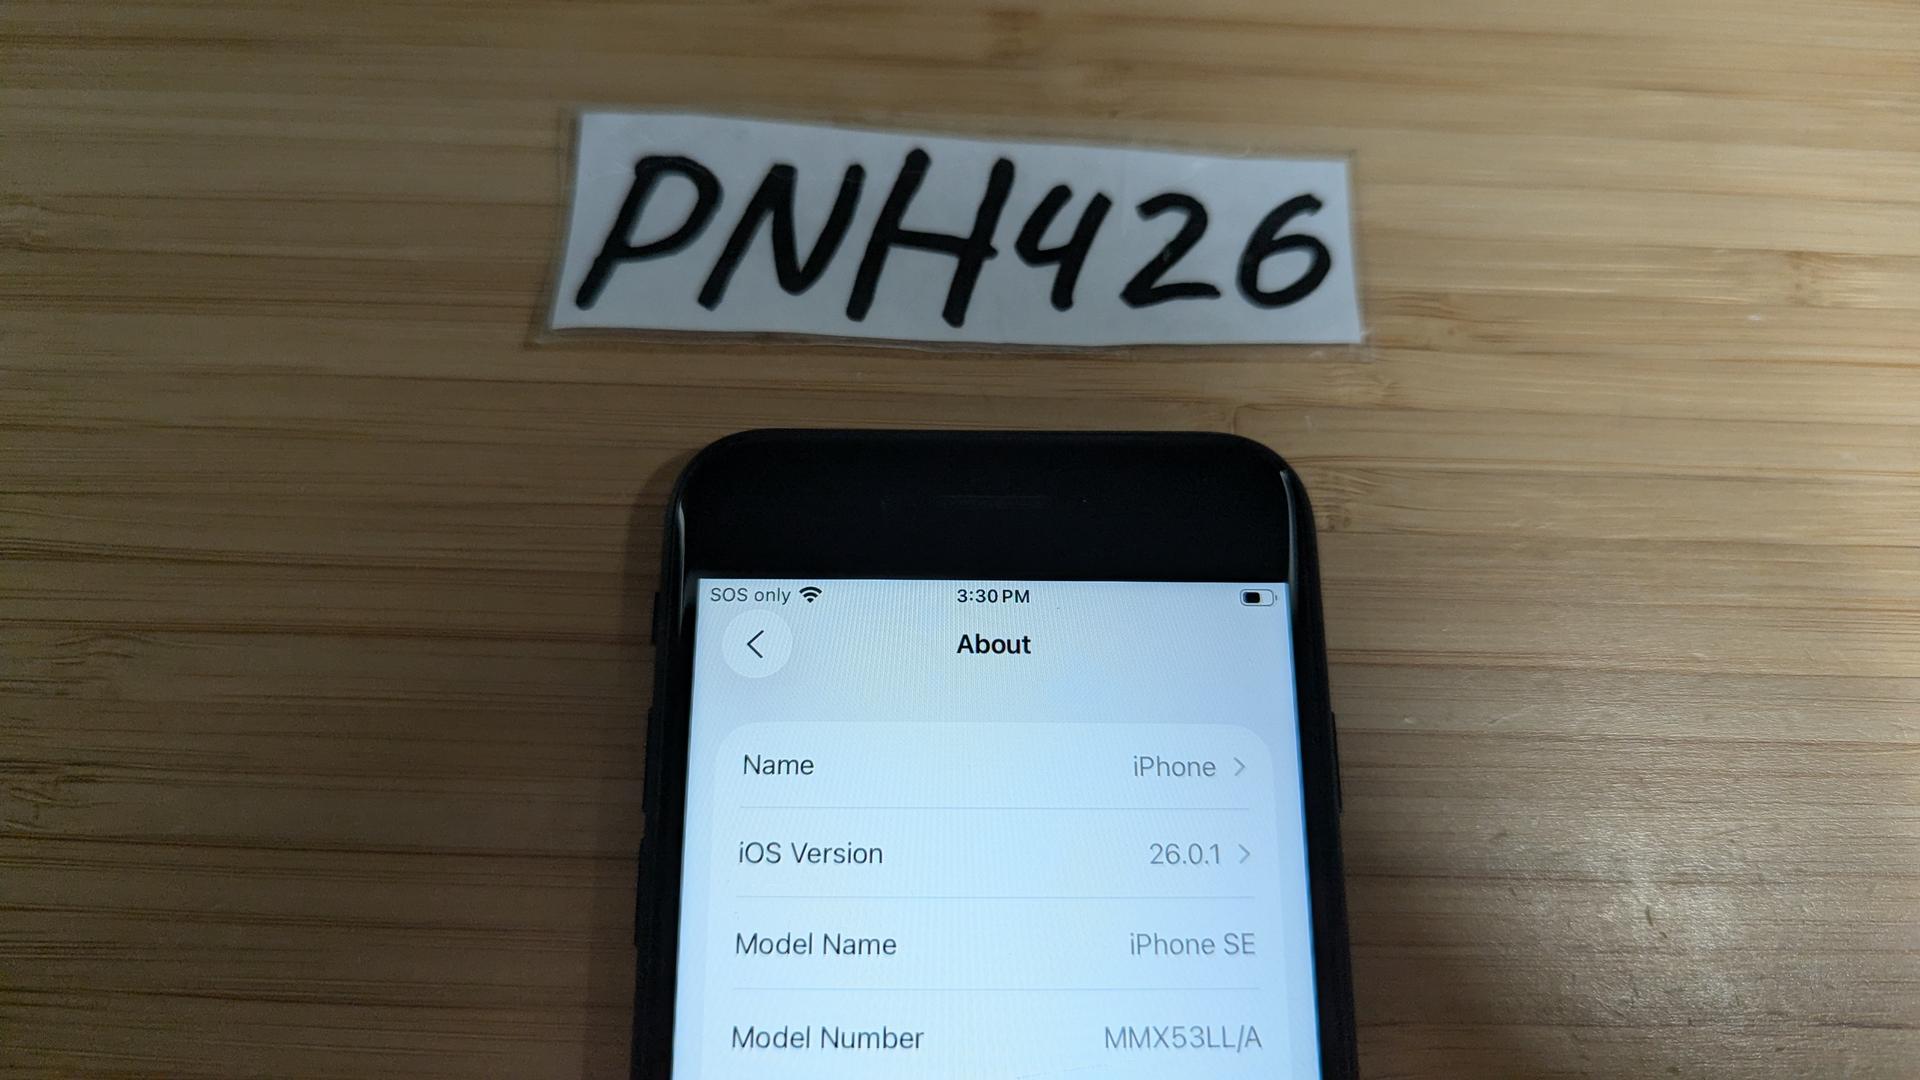 PNH426
SOS only 3:30 PM
About
Name iPhone
iOS Version 26.0.1
Model Name iPhone SE
Model Number MMX53LL/A